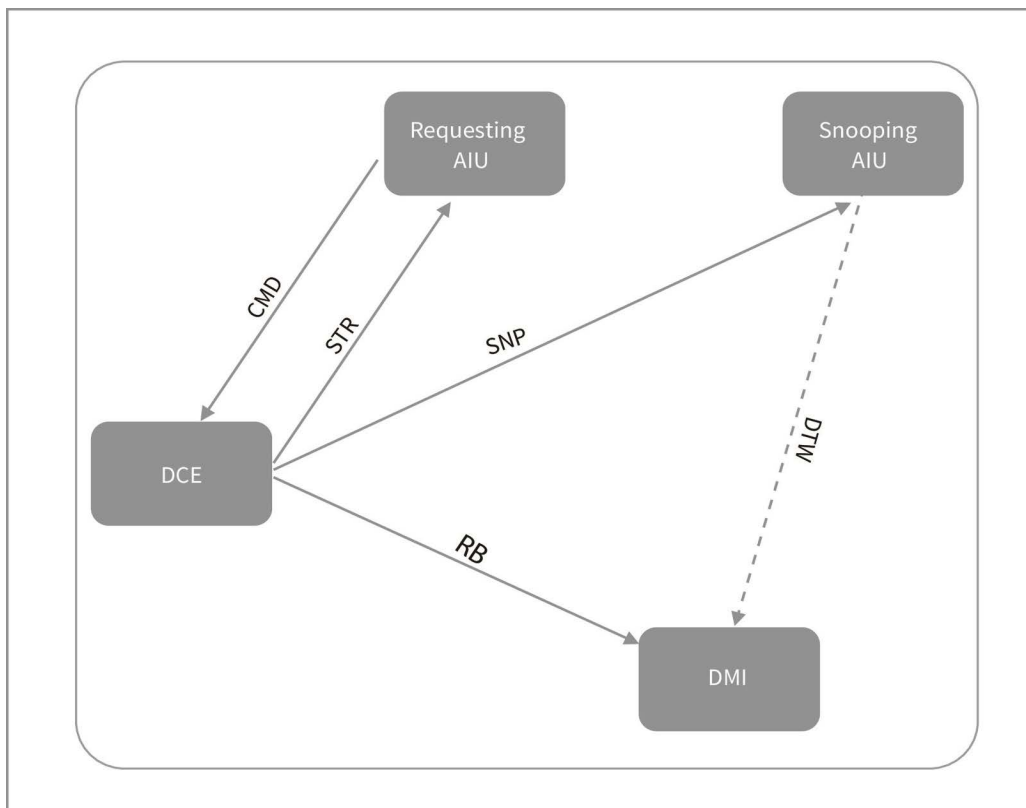 Requesting
AIU
Snooping
AIU
CMD
STR
SNP
DTW
DCE
RB
DMI